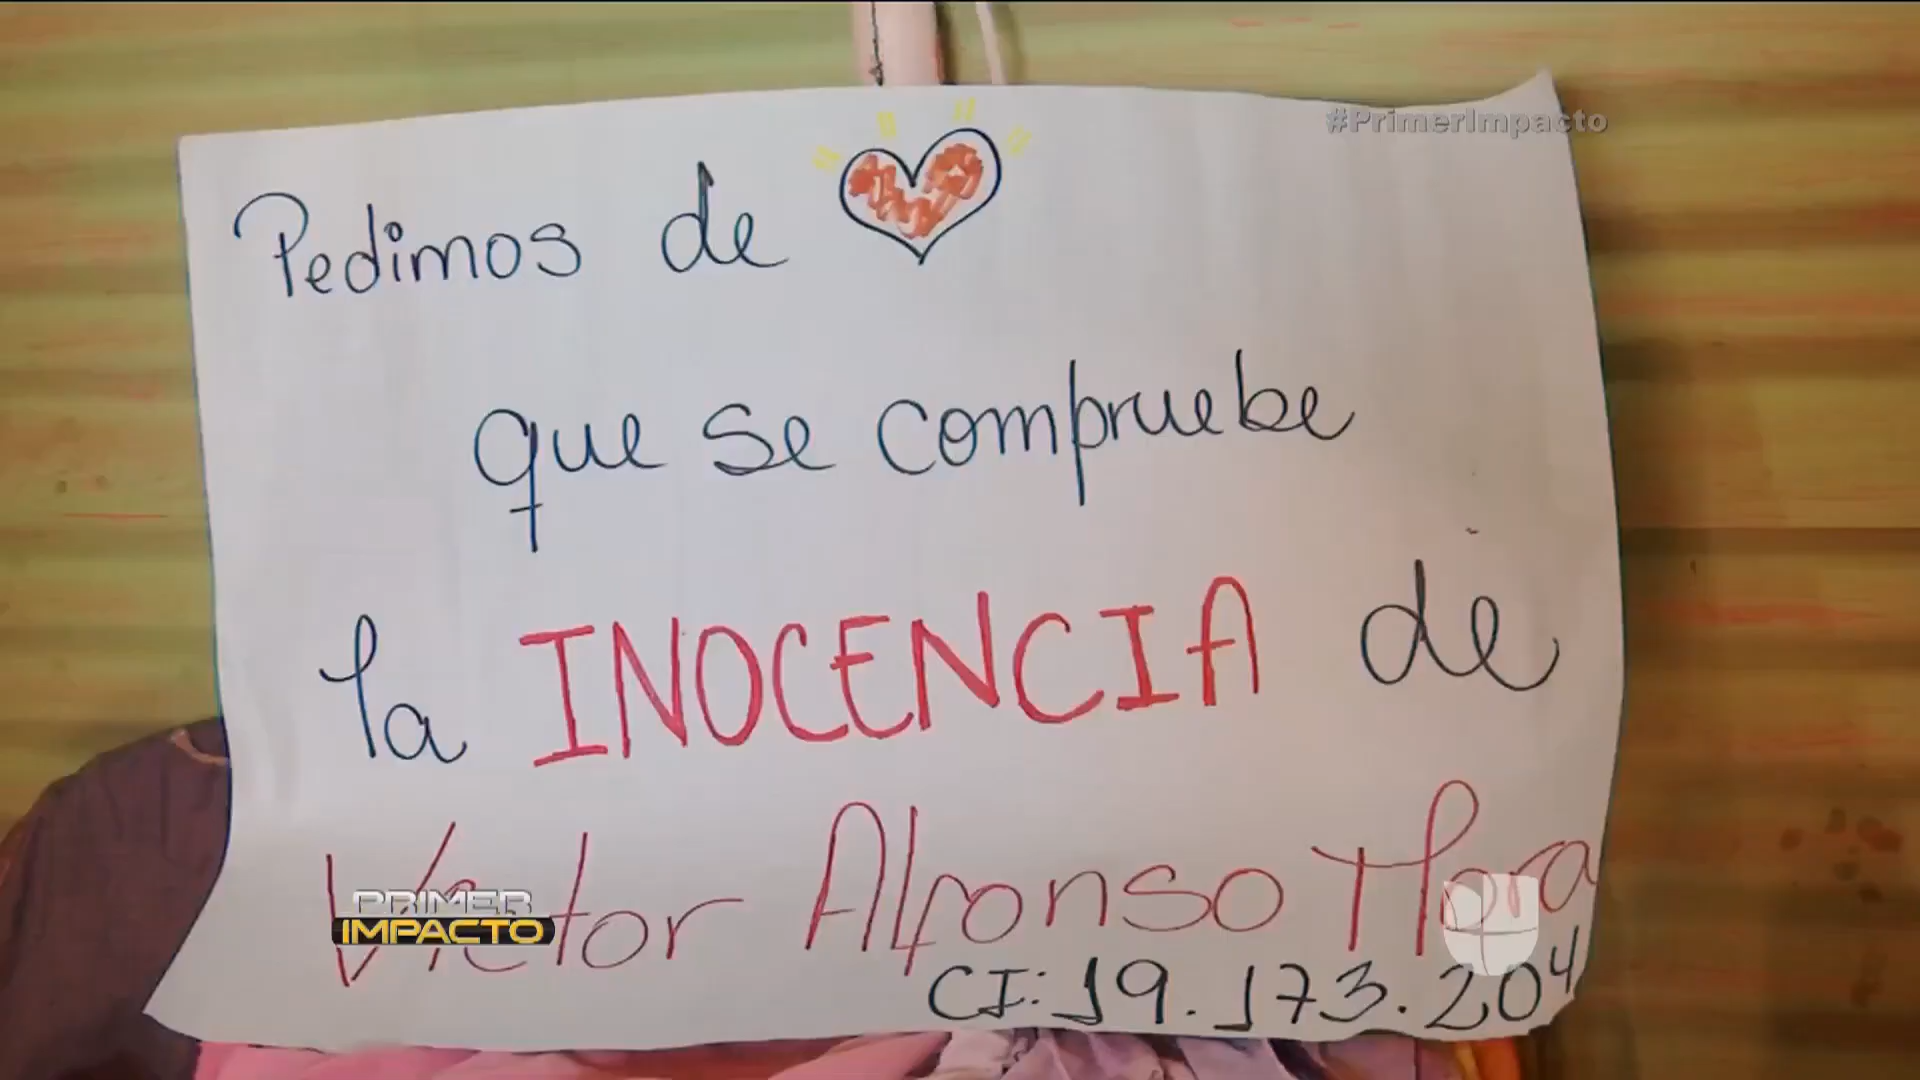 #PrimerImpacto
Pedimos de
que se compruebe
la INOCENCIA de
Victor Alfonso Mora
PRIMER
IMPACTO
CI: 19.173.204